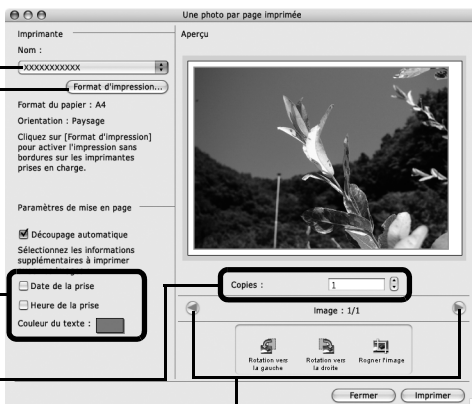 Une photo par page imprimée
Imprimante
Nom :
XXXXXXXXXXX
Format d'impression...
Format du papier : A4
Orientation : Paysage
Cliquez sur [Format d'impression]
pour activer l'impression sans
bordures sur les imprimantes
prises en charge.
Paramètres de mise en page
Découpage automatique
Sélectionnez les informations
supplémentaires à imprimer
Date de la prise
Heure de la prise
Couleur du texte :
Aperçu
Copies :
1
Image : 1/1
Rotation vers
la gauche
Rotation vers
la droite
Rogner l'image
Fermer
Imprimer